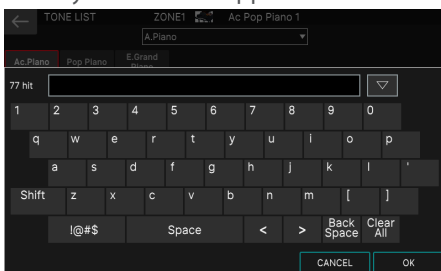 TONE LIST ZONE1 Ac Pop Piano 1
A.Piano
Ac.Piano Pop Piano E.Grand
77 hit
1 2 3 4 5 6 7 8 9 0
q w e r t y u i o p
a s d f g h j k l '
Shift z x c v b n m [ ]
!@#$ Space < > Back Space Clear All
CANCEL OK